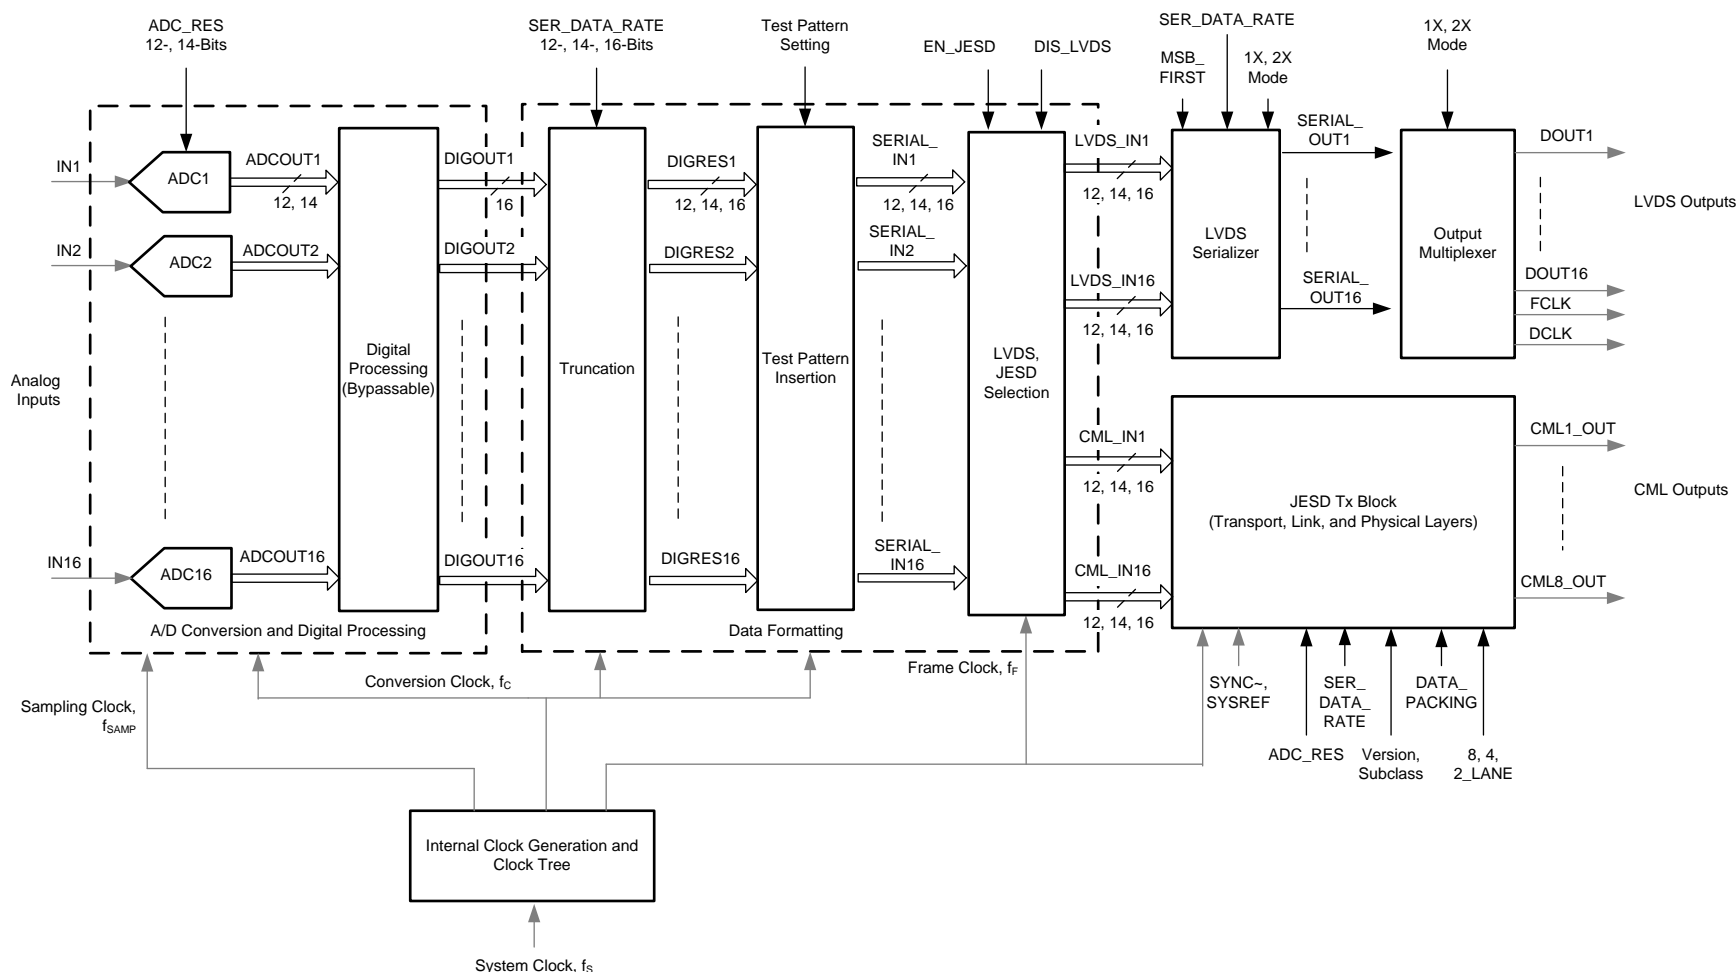 ADC_RES
12-, 14-Bits
SER_DATA_RATE
12-, 14-, 16-Bits
Test Pattern
Setting
EN_JESD
DIS_LVDS
SER_DATA_RATE
MSB_
FIRST
1X, 2X
Mode
1X, 2X
Mode
IN1
ADC1
ADCOUT1
12, 14
DIGOUT1
16
DIGRES1
12, 14, 16
SERIAL_
IN1
12, 14, 16
LVDS_IN1
12, 14, 16
SERIAL_
OUT1
DOUT1
LVDS Outputs
IN2
ADC2
ADCOUT2
DIGOUT2
DIGRES2
SERIAL_
IN2
LVDS_IN16
12, 14, 16
LVDS
Serializer
SERIAL_
OUT16
Output
Multiplexer
DOUT16
FCLK
DCLK
Analog
Inputs
Digital
Processing
(Bypassable)
Truncation
Test Pattern
Insertion
LVDS,
JESD
Selection
CML_IN1
12, 14, 16
JESD Tx Block
(Transport, Link, and Physical Layers)
CML1_OUT
CML Outputs
CML8_OUT
IN16
ADC16
ADCOUT16
DIGOUT16
DIGRES16
SERIAL_
IN16
CML_IN16
12, 14, 16
A/D Conversion and Digital Processing
Data Formatting
Sampling Clock,
fSAMP
Conversion Clock, fC
Frame Clock, fF
SYNC~,
SYSREF
ADC_RES
SER_
DATA_
RATE
Version,
Subclass
DATA_
PACKING
8, 4,
2_LANE
Internal Clock Generation and
Clock Tree
System Clock, fS